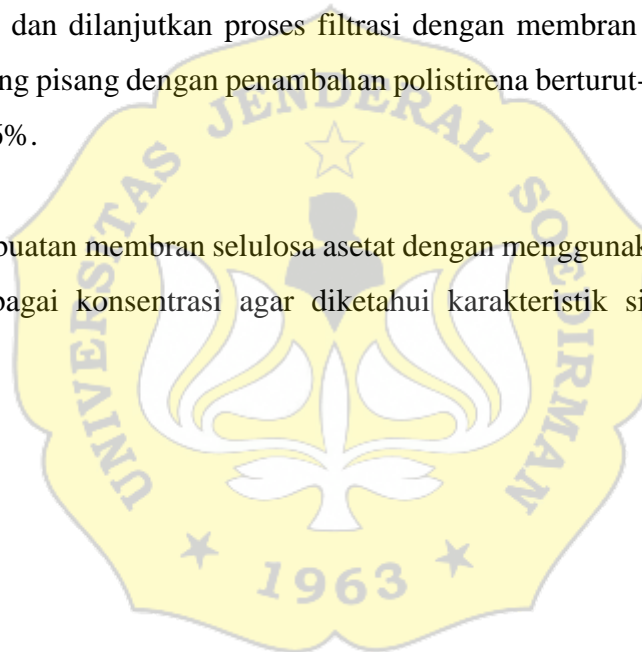 dan dilanjutkan proses filtrasi dengan membran
ng pisang dengan penambahan polistirena berturut-
%.
buatan membran selulosa asetat dengan menggunak
bagai konsentrasi agar diketahui karakteristik si
UNIVERSITAS JENDERAL SOEDIRMAN
1963